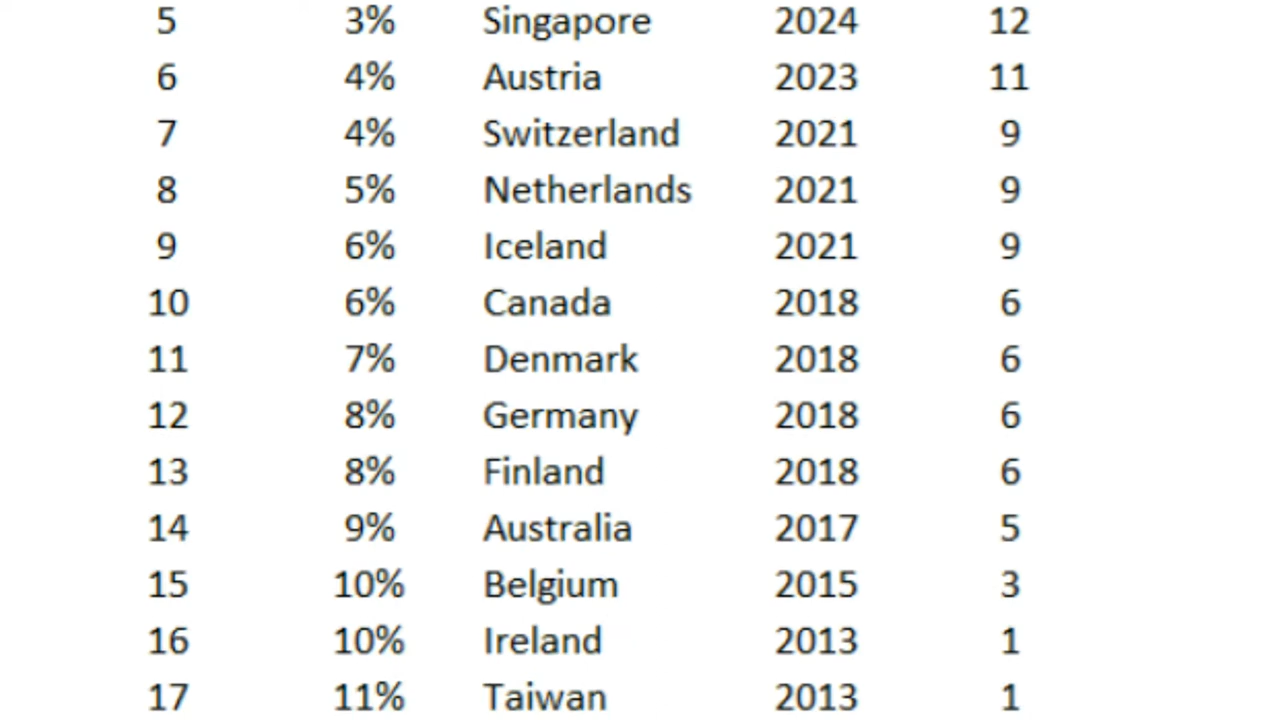 5 3% Singapore 2024 12
6 4% Austria 2023 11
7 4% Switzerland 2021 9
8 5% Netherlands 2021 9
9 6% Iceland 2021 9
10 6% Canada 2018 6
11 7% Denmark 2018 6
12 8% Germany 2018 6
13 8% Finland 2018 6
14 9% Australia 2017 5
15 10% Belgium 2015 3
16 10% Ireland 2013 1
17 11% Taiwan 2013 1